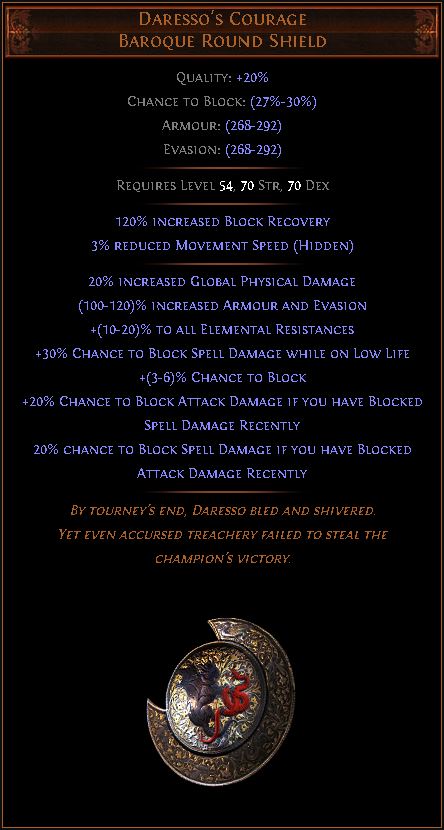 Daresso's Courage
Baroque Round Shield
Quality: +20%
Chance to Block: (27%-30%)
Armour: (268-292)
Evasion: (268-292)
Requires Level 54, 70 Str, 70 Dex
120% increased Block Recovery
3% reduced Movement Speed (Hidden)
20% increased Global Physical Damage
(100-120)% increased Armour and Evasion
+(10-20)% to all Elemental Resistances
+30% Chance to Block Spell Damage while on Low Life
+(3-6)% Chance to Block
+20% Chance to Block Attack Damage if you have Blocked
Spell Damage Recently
20% chance to Block Spell Damage if you have Blocked
Attack Damage Recently
By tourney's end, Daresso bled and shivered.
Yet even accursed treachery failed to steal the
champion's victory.